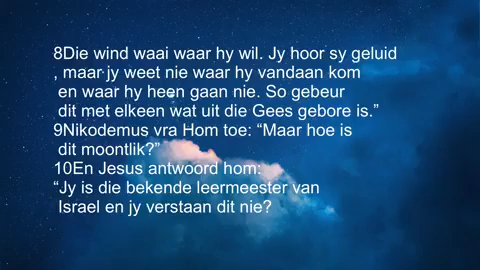 8Die wind waai waar hy wil. Jy hoor sy geluid
, maar jy weet nie waar hy vandaan kom
en waar hy heen gaan nie. So gebeur
dit met elkeen wat uit die Gees gebore is.”
9Nikodemus vra Hom toe: “Maar hoe is
dit moontlik?”
10En Jesus antwoord hom:
“Jy is die bekende leermeester van
Israel en jy verstaan dit nie?